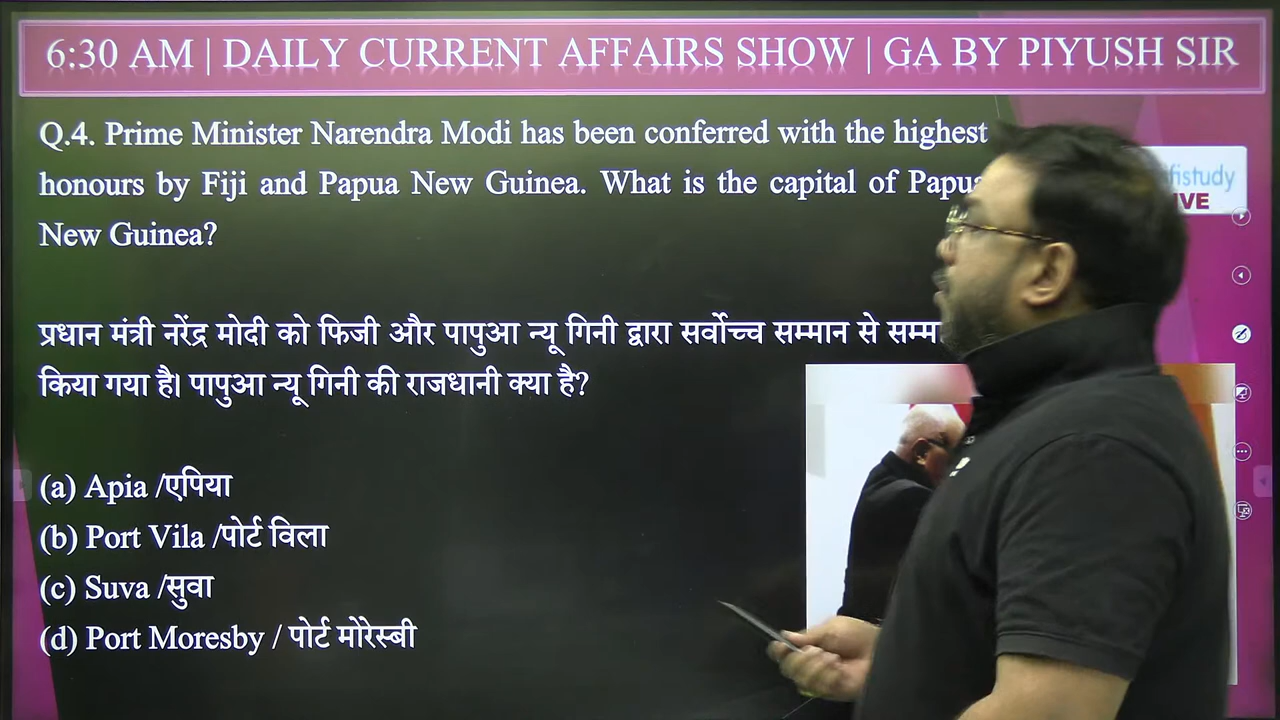 6:30 AM | DAILY CURRENT AFFAIRS SHOW | GA BY PIYUSH SIR
Q.4. Prime Minister Narendra Modi has been conferred with the highest
honours by Fiji and Papua New Guinea. What is the capital of Papua
New Guinea?
प्रधान मंत्री नरेंद्र मोदी को फिजी और पापुआ न्यू गिनी द्वारा सर्वोच्च सम्मान से
किया गया है। पापुआ न्यू गिनी की राजधानी क्या है?
(a) Apia /एपिया
(b) Port Vila /पोर्ट विला
(c) Suva /सुवा
(d) Port Moresby / पोर्ट मोरेस्बी